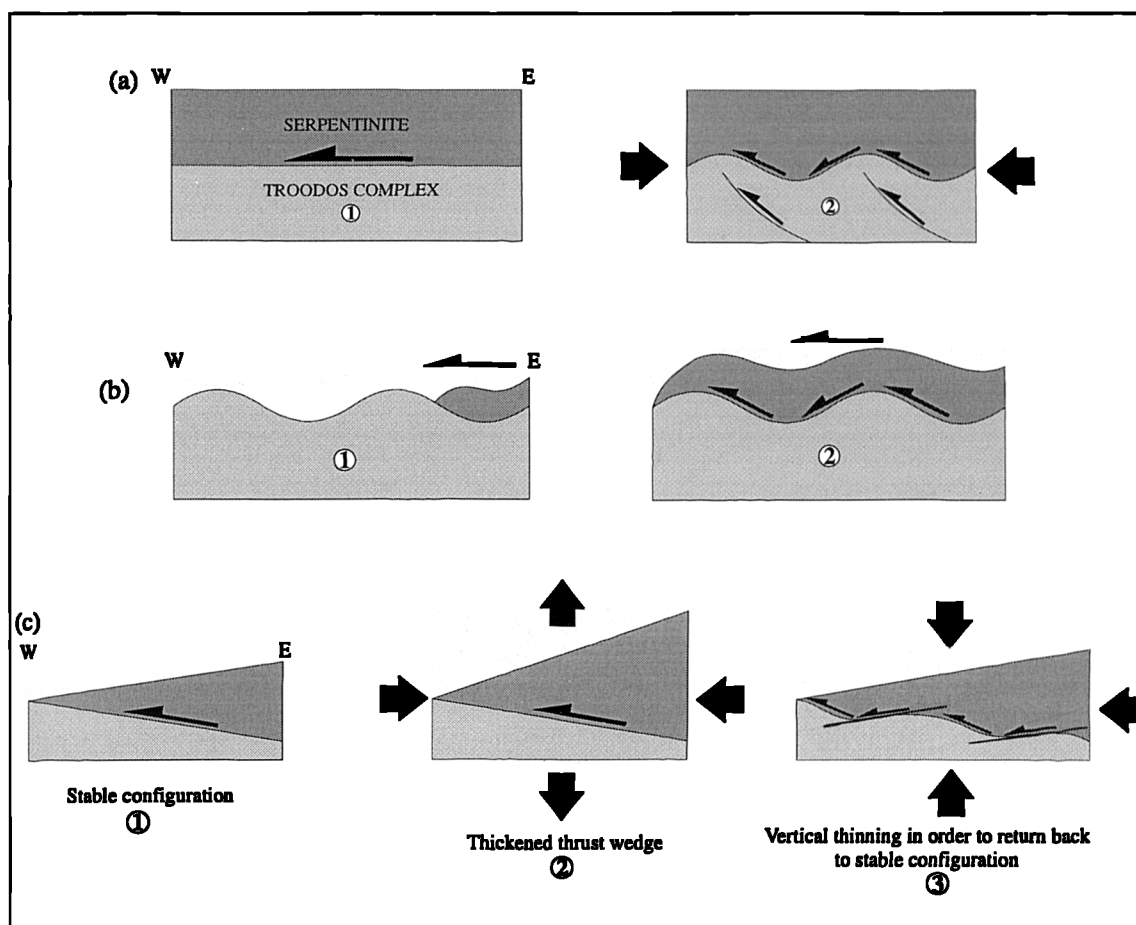 (a)
W
E
SERPENTINITE
TROODOS COMPLEX
①
②
(b)
W
E
①
②
(c)
W
E
Stable configuration
①
Thickened thrust wedge
②
Vertical thinning in order to return back
to stable configuration
③